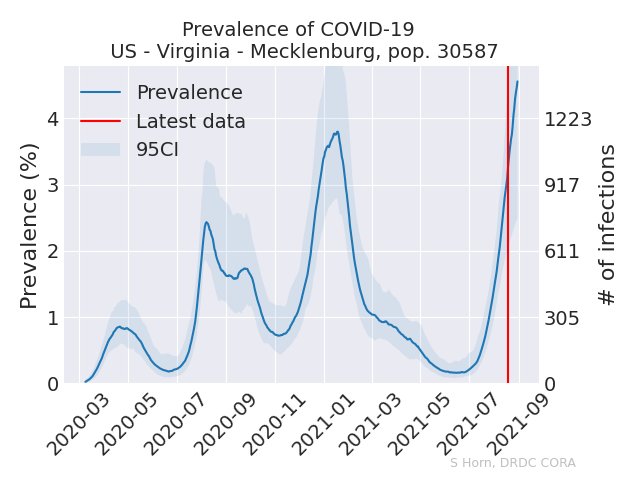 Prevalence of COVID-19
US - Virginia - Mecklenburg, pop. 30587
Prevalence
Latest data
95CI
Prevalence (%)
4
3
2
1
0
1223
917
611
305
0
# of infections
2020-03
2020-05
2020-07
2020-09
2020-11
2021-01
2021-03
2021-05
2021-07
2021-09
S Horn, DRDC CORA